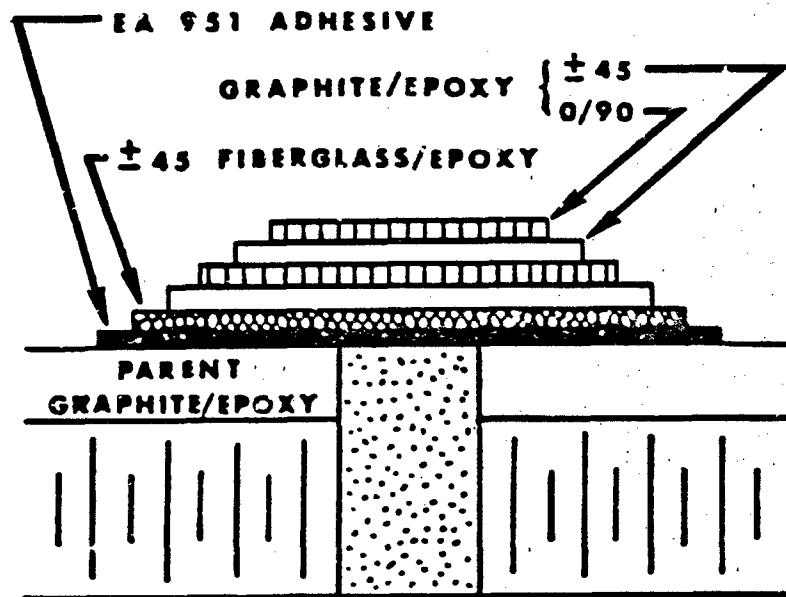 EA 951 ADHESIVE
GRAPHITE/EPOXY { ± 45
0/90
± 45 FIBERGLASS/EPOXY
PARENT
GRAPHITE/EPOXY